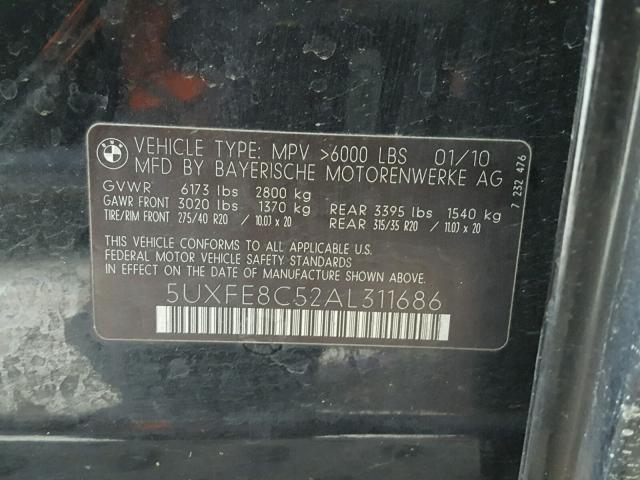 BMW
VEHICLE TYPE: MPV >6000 LBS 01/10
MFD BY BAYERISCHE MOTORENWERKE AG
GVWR 6173 lbs 2800 kg
GAWR FRONT 3020 lbs 1370 kg REAR 3395 lbs 1540 kg
TIRE/RIM FRONT 275/40 R20 / 10.0J x 20 REAR 315/35 R20 / 11.0J x 20
THIS VEHICLE CONFORMS TO ALL APPLICABLE U.S.
FEDERAL MOTOR VEHICLE SAFETY STANDARDS IN EFFECT ON THE
DATE OF MANUFACTURE SHOWN ABOVE.
5UXFE8C52AL311686
7 232 476